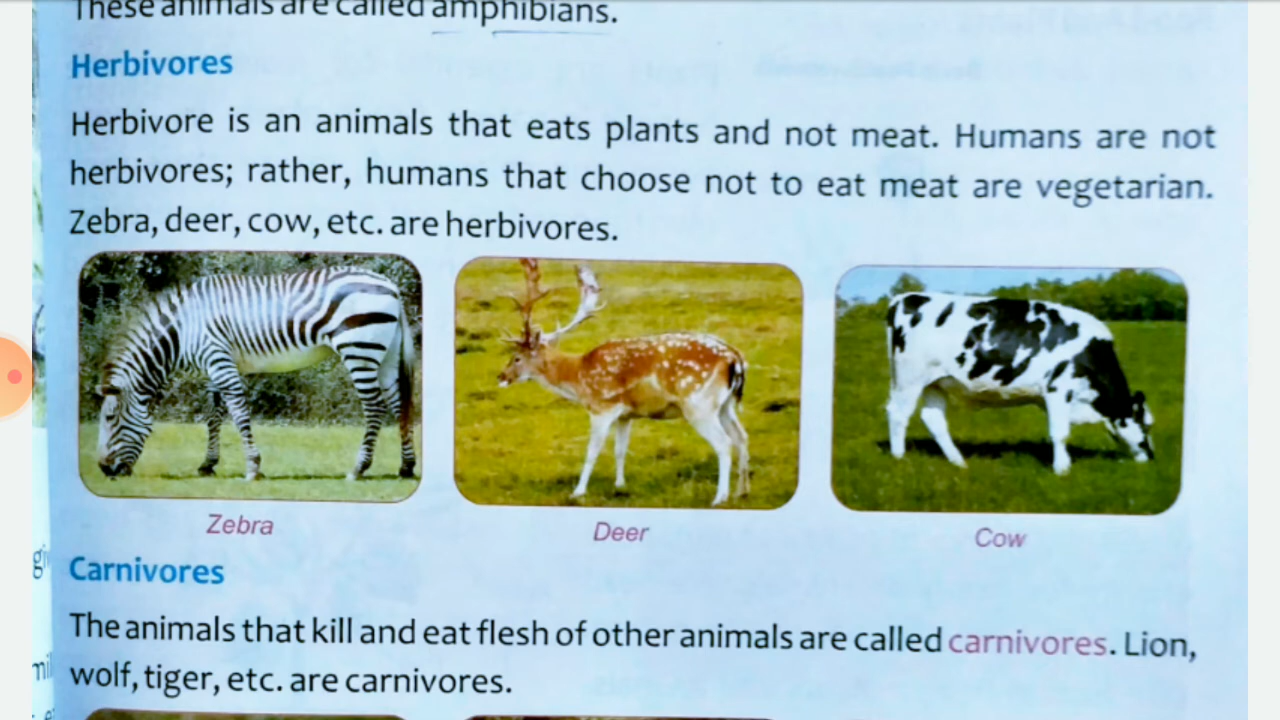 These animals are called amphibians.
Herbivores
Herbivore is an animals that eats plants and not meat. Humans are not
herbivores; rather, humans that choose not to eat meat are vegetarian.
Zebra, deer, cow, etc. are herbivores.
Zebra
Deer
Cow
Carnivores
The animals that kill and eat flesh of other animals are called carnivores. Lion,
wolf, tiger, etc. are carnivores.